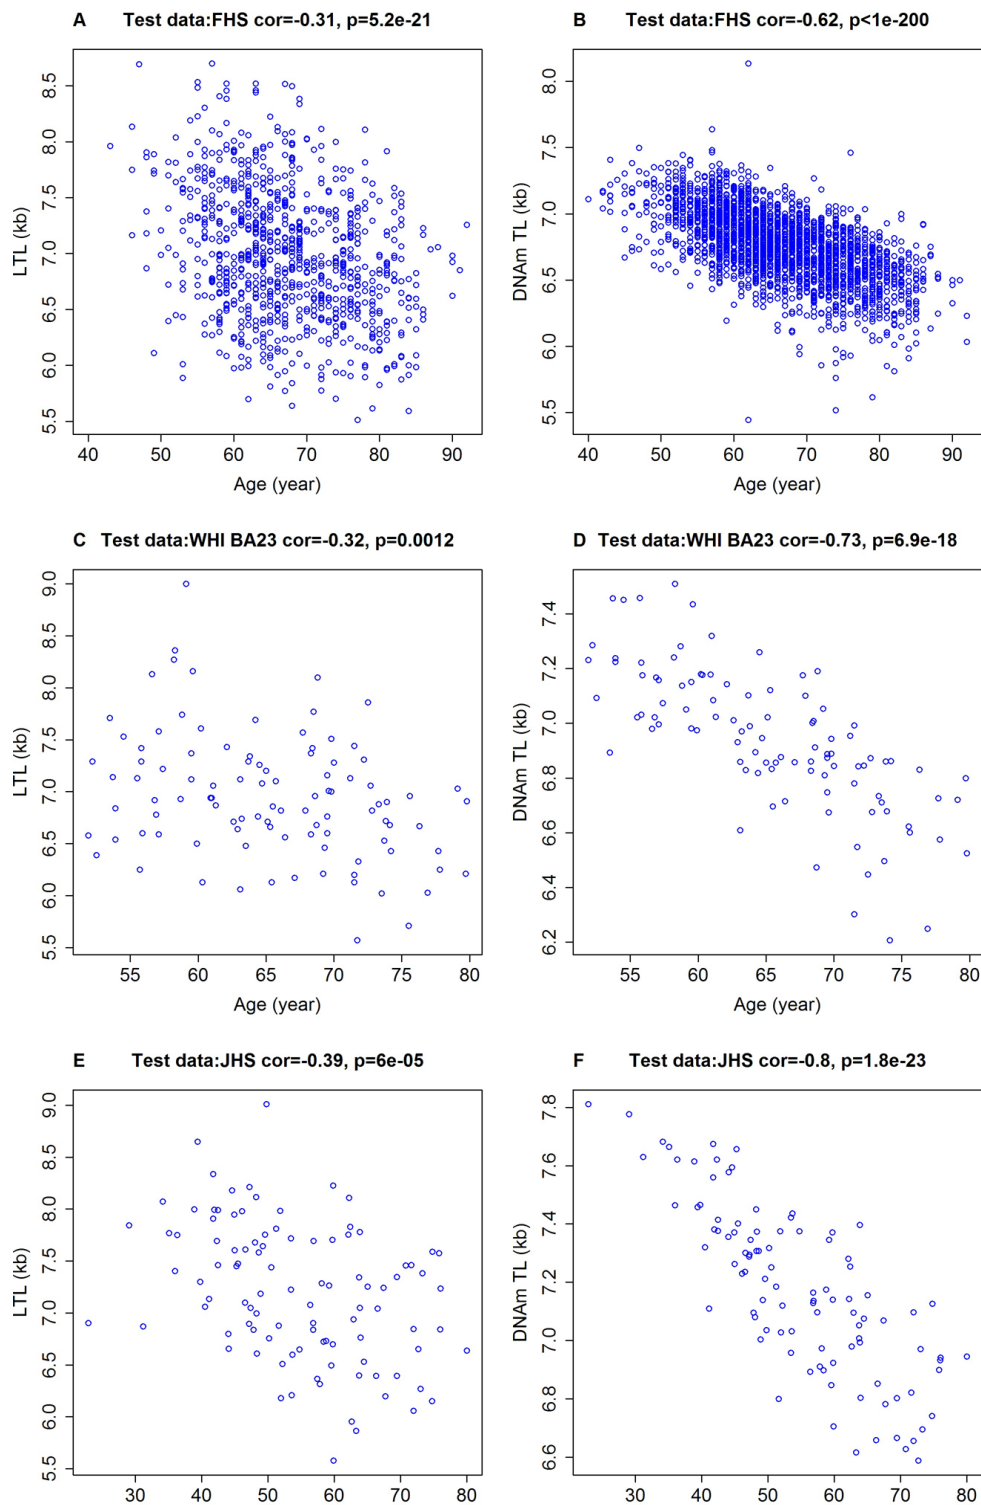 A Test data:FHS cor=-0.31, p=5.2e-21
LTL (kb)
8.5
8.0
7.5
7.0
6.5
6.0
5.5
40 50 60 70 80 90
Age (year)
B Test data:FHS cor=-0.62, p<1e-200
DNAm TL (kb)
8.0
7.5
7.0
6.5
6.0
5.5
40 50 60 70 80 90
Age (year)
C Test data:WHI BA23 cor=-0.32, p=0.0012
LTL (kb)
9.0
8.5
8.0
7.5
7.0
6.5
6.0
5.5
55 60 65 70 75 80
Age (year)
D Test data:WHI BA23 cor=-0.73, p=6.9e-18
DNAm TL (kb)
7.4
7.2
7.0
6.8
6.6
6.4
6.2
55 60 65 70 75 80
Age (year)
E Test data:JHS cor=-0.39, p=6e-05
LTL (kb)
9.0
8.5
8.0
7.5
7.0
6.5
6.0
5.5
30 40 50 60 70 80
F Test data:JHS cor=-0.8, p=1.8e-23
DNAm TL (kb)
7.8
7.6
7.4
7.2
7.0
6.8
6.6
30 40 50 60 70 80